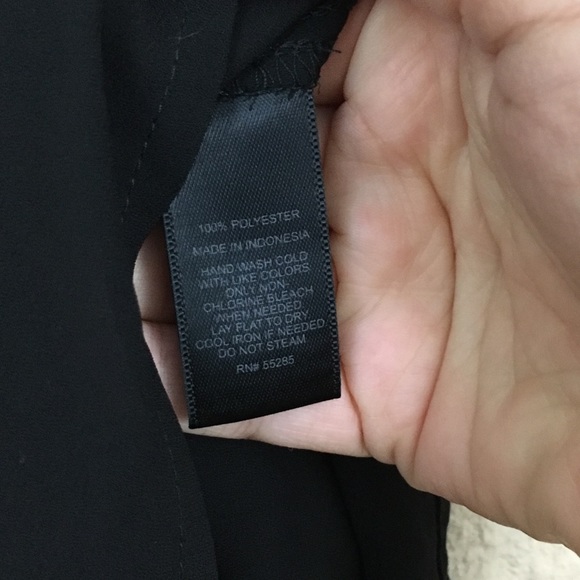 100% POLYESTER
MADE IN INDONESIA
HAND WASH COLD
WITH LIKE COLORS
ONLY NON-
CHLORINE BLEACH
WHEN NEEDED
LAY FLAT TO DRY
COOL IRON IF NEEDED
DO NOT STEAM
RN# 55285